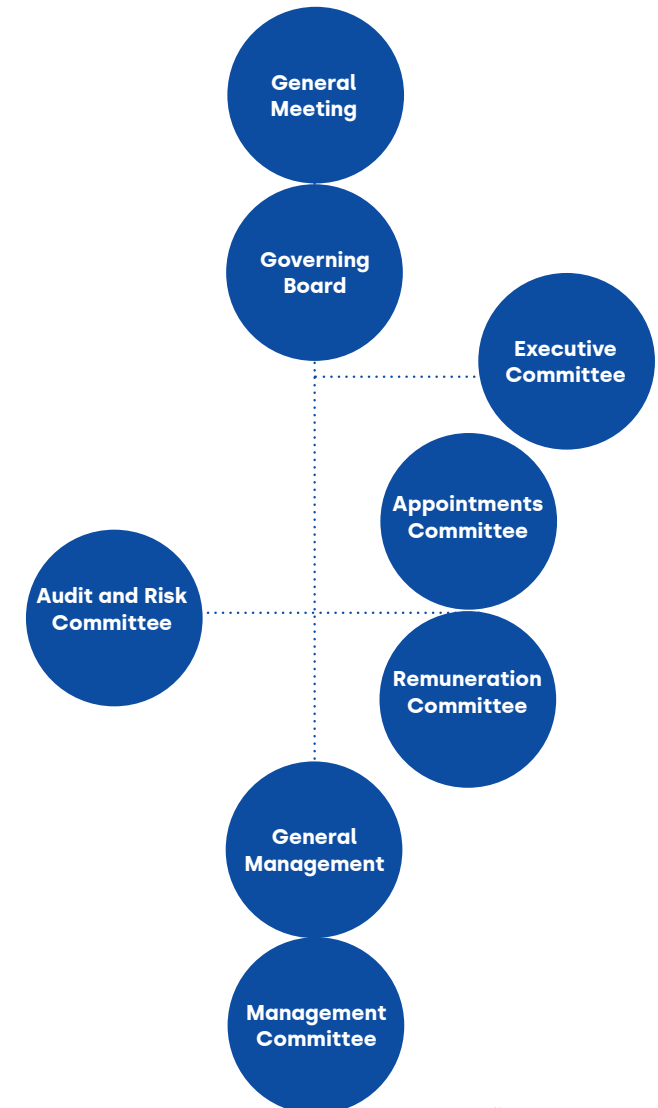 General
Meeting
Governing
Board
Executive
Committee
Appointments
Committee
Audit and Risk
Committee
Remuneration
Committee
General
Management
Management
Committee